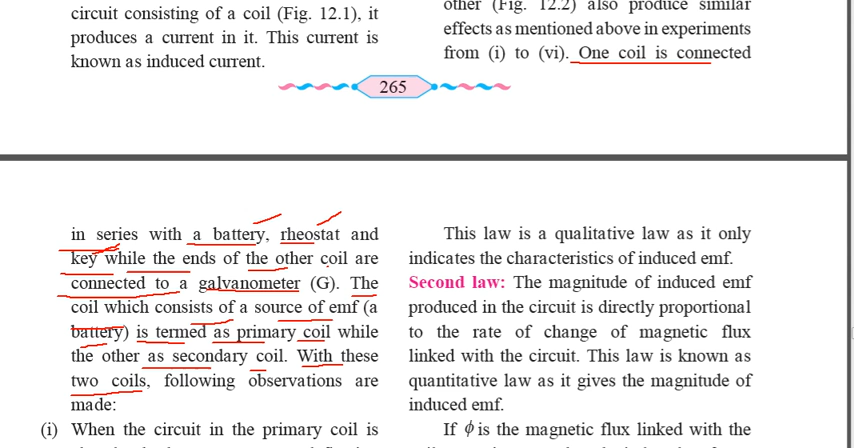 circuit consisting of a coil (Fig. 12.1), it
produces a current in it. This current is
known as induced current.
other (Fig. 12.2) also produce similar
effects as mentioned above in experiments
from (i) to (vi). One coil is connected
265
in series with a battery, rheostat and
key while the ends of the other coil are
connected to a galvanometer (G). The
coil which consists of a source of emf (a
battery) is termed as primary coil while
the other as secondary coil. With these
two coils, following observations are
made:
(i) When the circuit in the primary coil is
This law is a qualitative law as it only
indicates the characteristics of induced emf.
Second law: The magnitude of induced emf
produced in the circuit is directly proportional
to the rate of change of magnetic flux
linked with the circuit. This law is known as
quantitative law as it gives the magnitude of
induced emf.
If ϕ is the magnetic flux linked with the